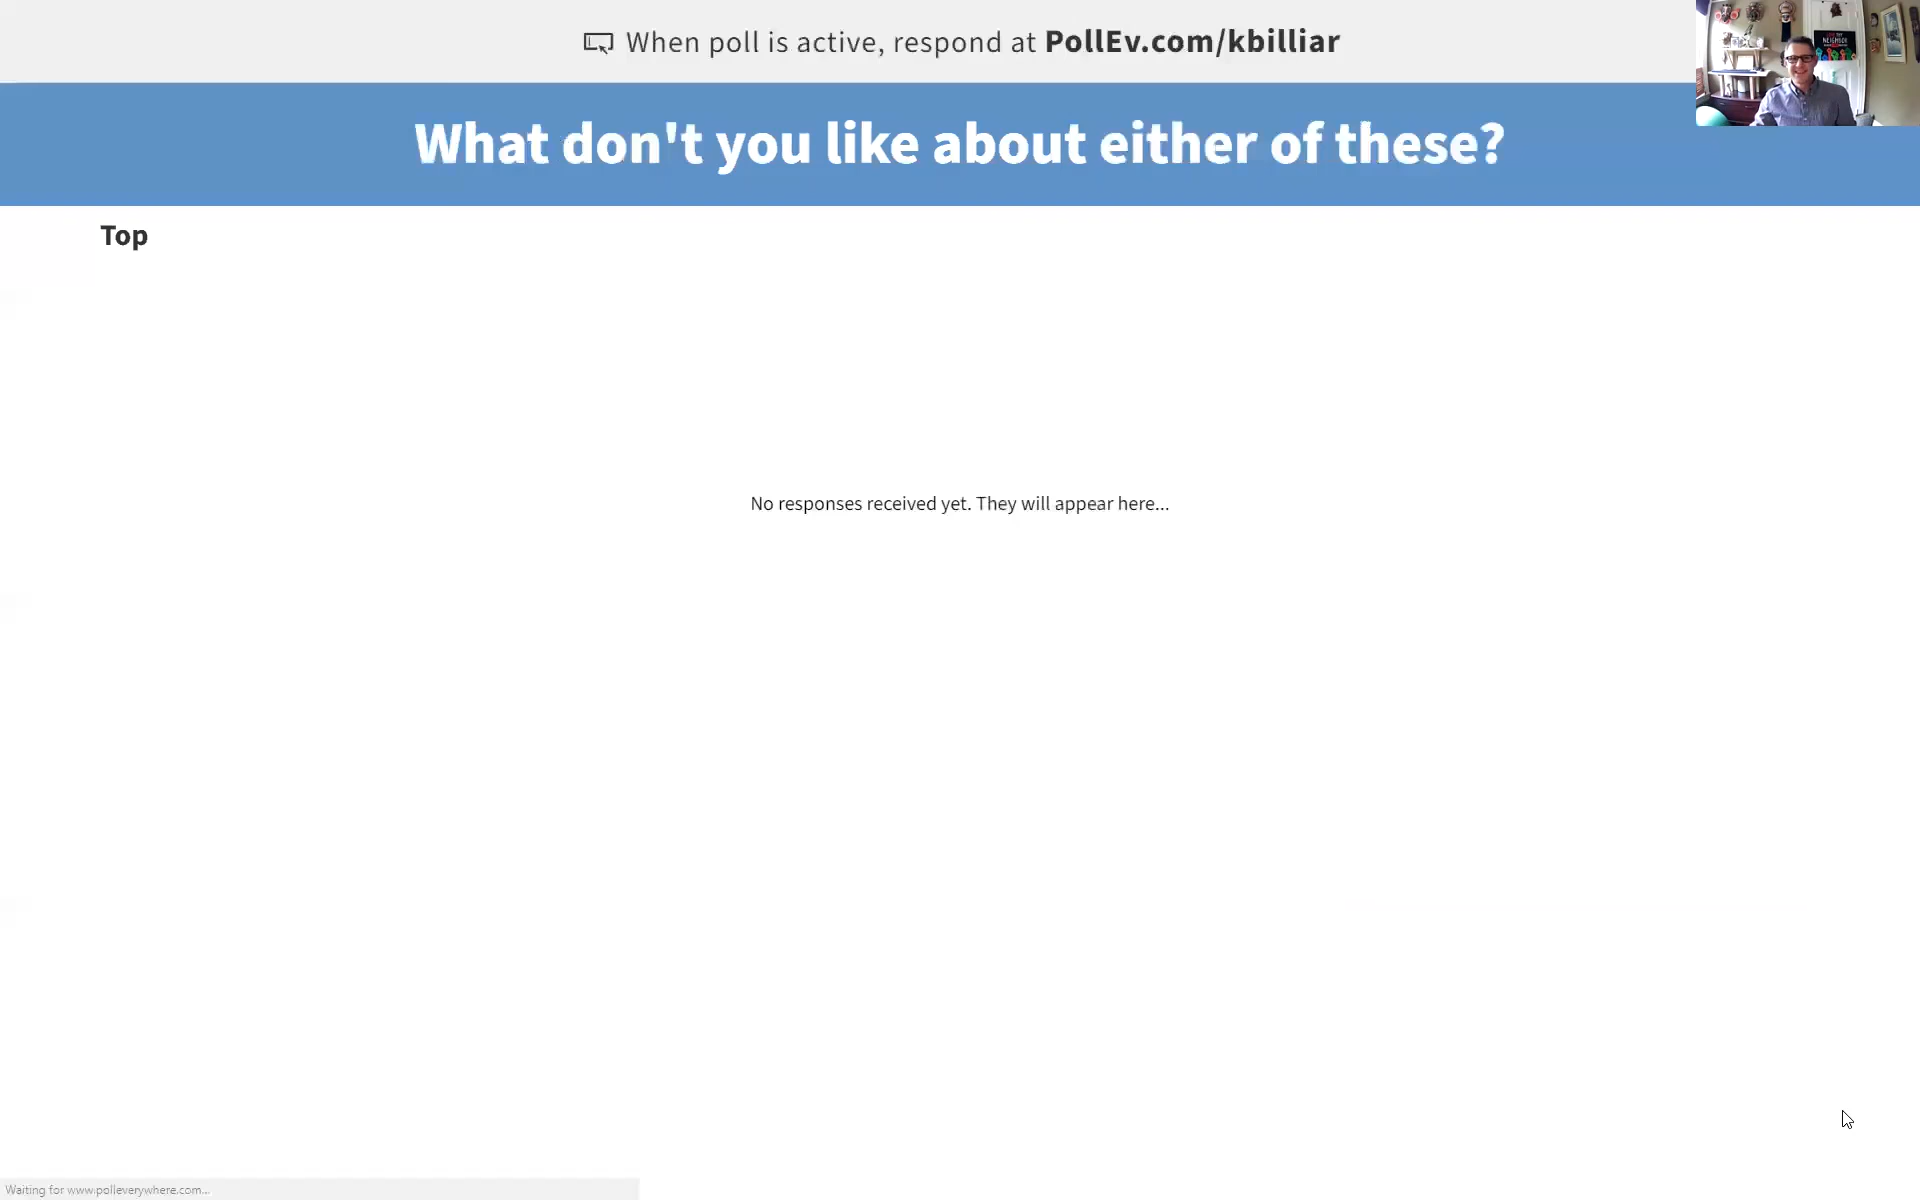 When poll is active, respond at PollEv.com/kbilliar
What don't you like about either of these?
Top
No responses received yet. They will appear here...
Waiting for www.polleverywhere.com...